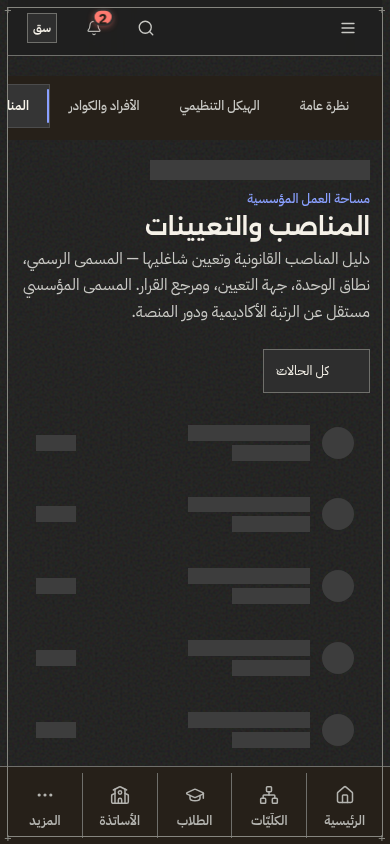 سق
2
نظرة عامة
الهيكل التنظيمي
الأفراد والكوادر
المنا
مساحة العمل المؤسسية
المناصب والتعيينات
دليل المناصب القانونية وتعيين شاغليها — المسمى الرسمي،
نطاق الوحدة، جهة التعيين، ومرجع القرار. المسمى المؤسسي
مستقل عن الرتبة الأكاديمية ودور المنصة.
كل الحالات
الرئيسية
الكليّات
الطلاب
الأساتذة
المزيد